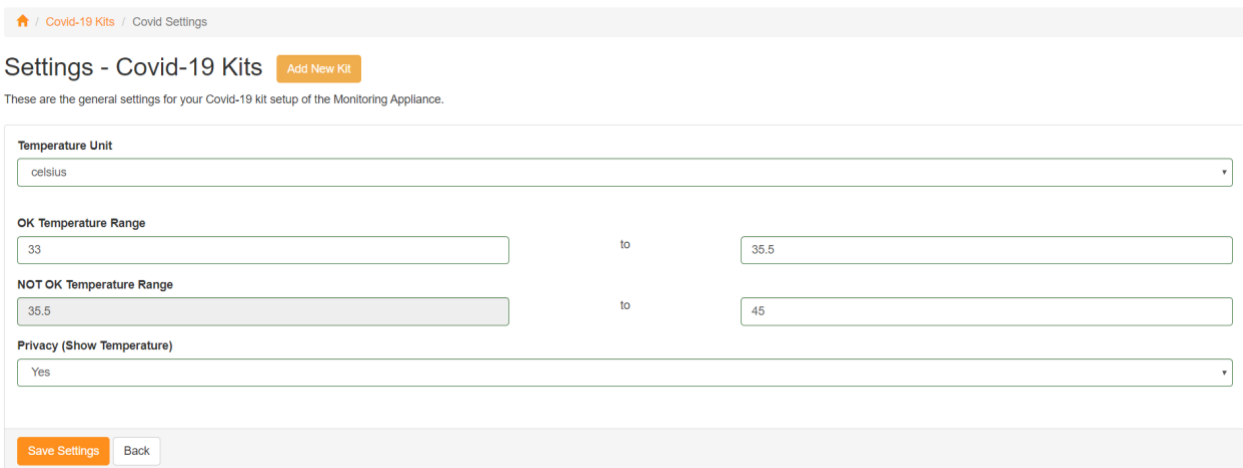 / Covid-19 Kits / Covid Settings
Settings - Covid-19 Kits Add New Kit
These are the general settings for your Covid-19 kit setup of the Monitoring Appliance.
Temperature Unit
celsius
OK Temperature Range
33 to 35.5
NOT OK Temperature Range
35.5 to 45
Privacy (Show Temperature)
Yes
Save Settings Back